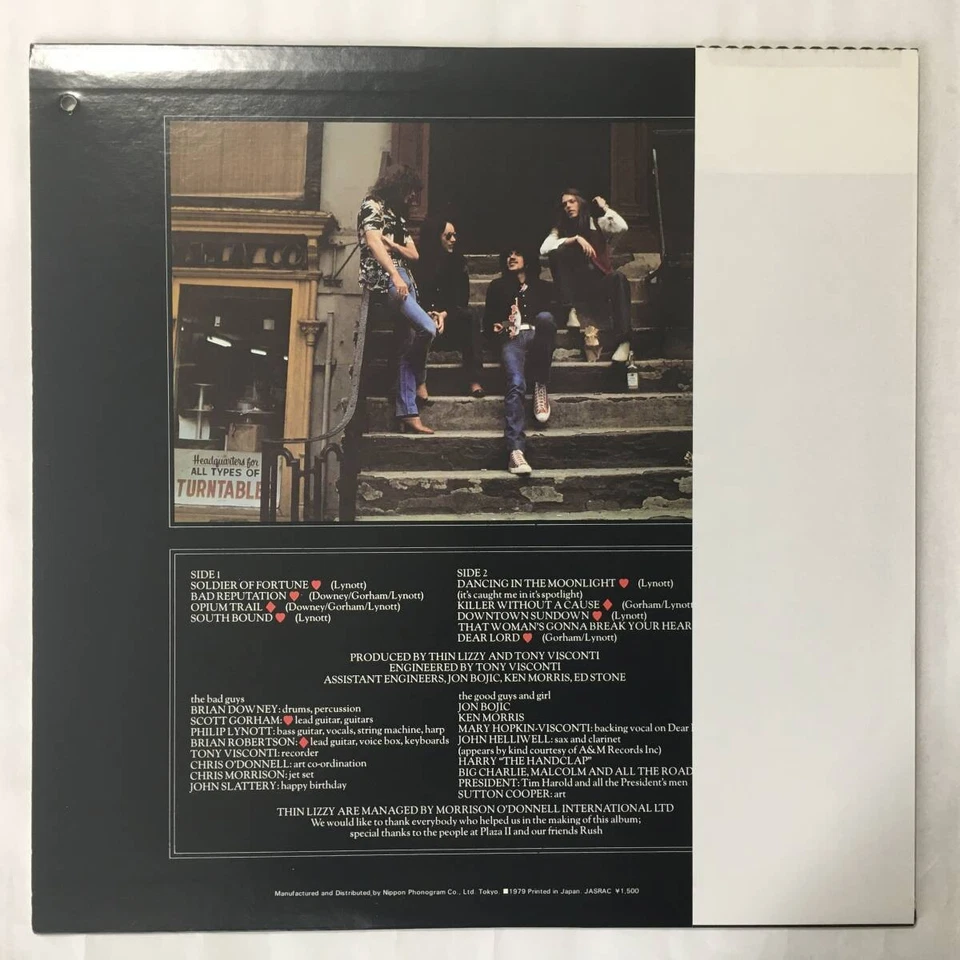 Headquarters for
ALL TYPES OF
TURNTABLE
SIDE 1
SOLDIER OF FORTUNE ♥ (Lynott)
BAD REPUTATION ♥ (Downey/Gorham/Lynott)
OPIUM TRAIL ♦ (Downey/Gorham/Lynott)
SOUTH BOUND ♥ (Lynott)
SIDE 2
DANCING IN THE MOONLIGHT ♥ (Lynott)
(it's caught me in it's spotlight)
KILLER WITHOUT A CAUSE ♦ (Gorham/Lynott
DOWNTOWN SUNDOWN ♥ (Lynott)
THAT WOMAN'S GONNA BREAK YOUR HEAR
DEAR LORD ♥ (Gorham/Lynott)
PRODUCED BY THIN LIZZY AND TONY VISCONTI
ENGINEERED BY TONY VISCONTI
ASSISTANT ENGINEERS, JON BOJIC, KEN MORRIS, ED STONE
the bad guys
BRIAN DOWNEY: drums, percussion
SCOTT GORHAM: ♥ lead guitar, guitars
PHILIP LYNOTT: bass guitar, vocals, string machine, harp
BRIAN ROBERTSON: ♦ lead guitar, voice box, keyboards
TONY VISCONTI: recorder
CHRIS O'DONNELL: art co-ordination
CHRIS MORRISON: jet set
JOHN SLATTERY: happy birthday
the good guys and girl
JON BOJIC
KEN MORRIS
MARY HOPKIN-VISCONTI: backing vocal on Dear
JOHN HELLIWELL: sax and clarinet
(appears by kind courtesy of A&M Records Inc)
HARRY "THE HANDCLAP"
BIG CHARLIE, MALCOLM AND ALL THE ROAD
PRESIDENT: Tim Harold and all the President's men
SUTTON COOPER: art
THIN LIZZY ARE MANAGED BY MORRISON O'DONNELL INTERNATIONAL LTD
We would like to thank everybody who helped us in the making of this album;
special thanks to the people at Plaza II and our friends Rush
Manufactured and Distributed by Nippon Phonogram Co., Ltd. Tokyo. ■1979 Printed in Japan. JASRAC ¥1,500